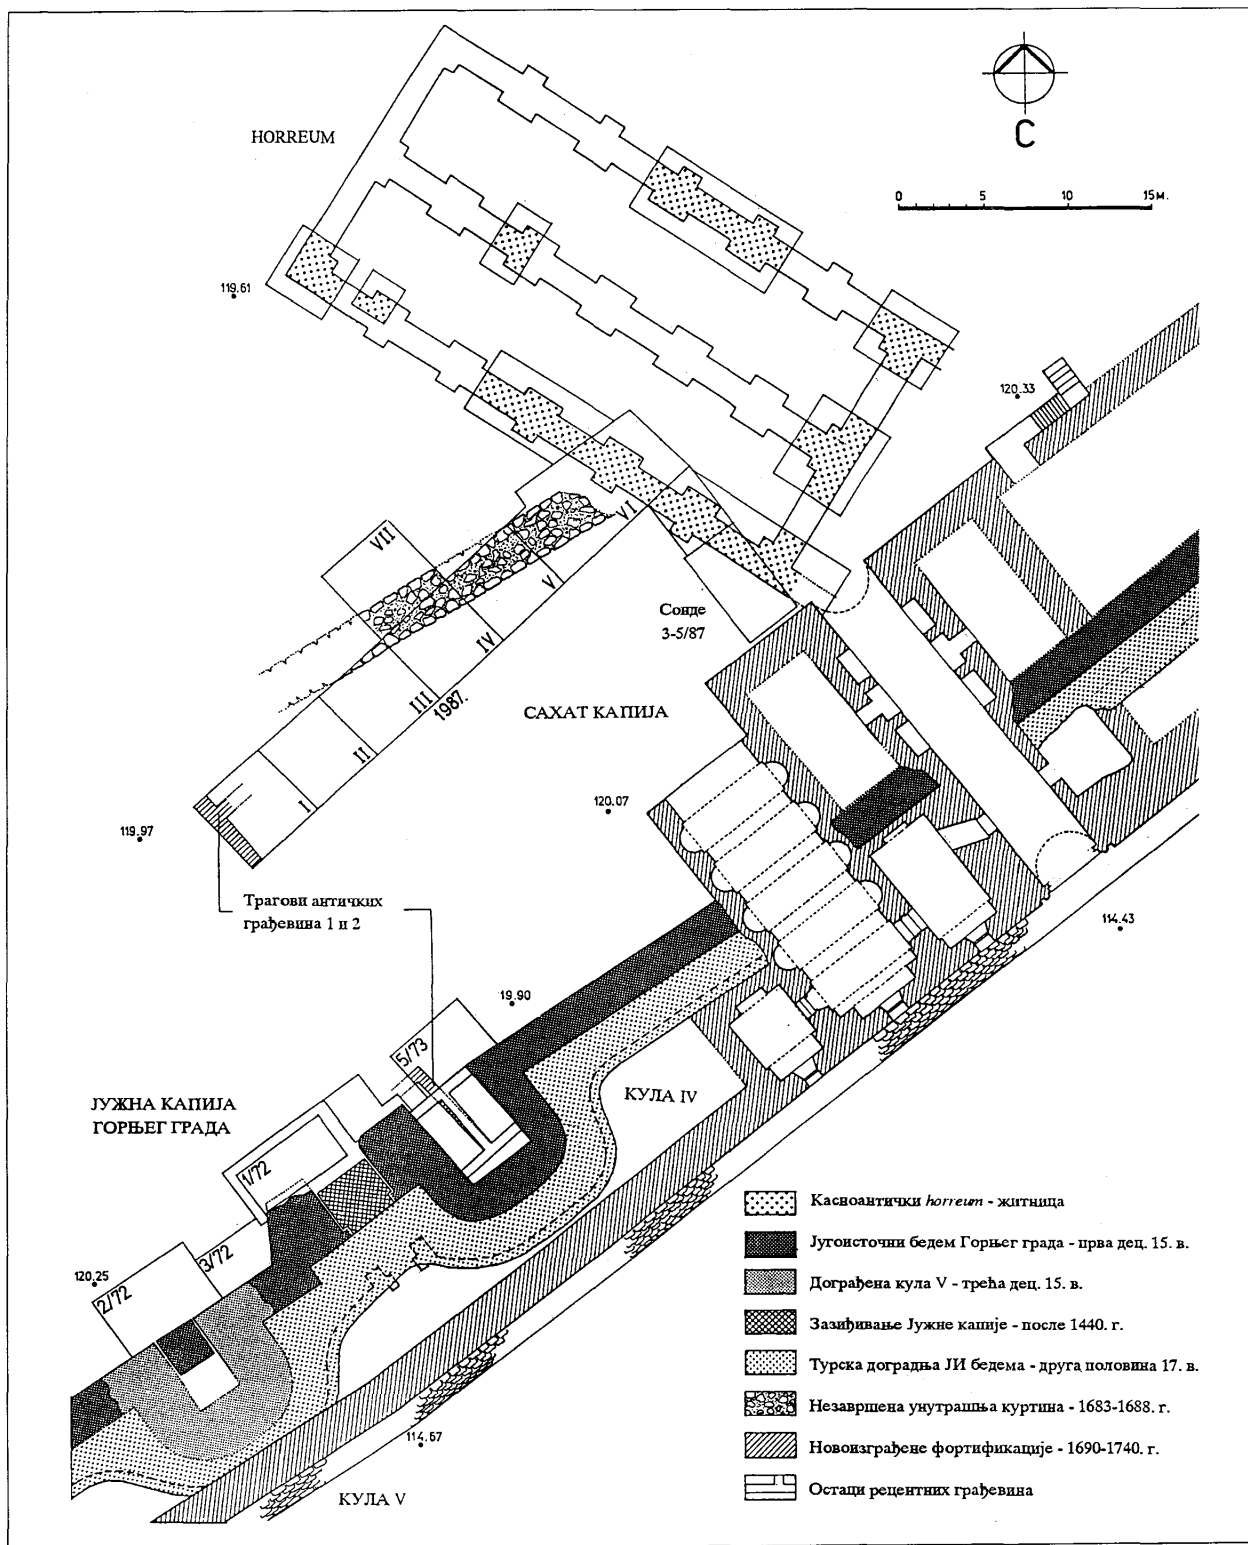 HORREUM
С
0 5 10 15м.
119.61
120.33
VII
VI
V
IV
III
II
I
1987.
Сонде
3-5/87
САХАТ КАПИЈА
120.07
119.97
Трагови античких
грађевина 1 и 2
114.43
19.90
5/73
КУЛА IV
ЈУЖНА КАПИЈА
ГОРЊЕГ ГРАДА
1/72
3/72
120.25
2/72
114.67
КУЛА V
Касноантички horreum - житница
Југоисточни бедем Горњег града - прва дец. 15. в.
Дограђена кула V - трећа дец. 15. в.
Зазиђивање Јужне капије - после 1440. г.
Турска доградња ЈИ бедема - друга половина 17. в.
Незавршена унутрашња куртина - 1683-1688. г.
Новоизграђене фортификације - 1690-1740. г.
Остаци рецентних грађевина